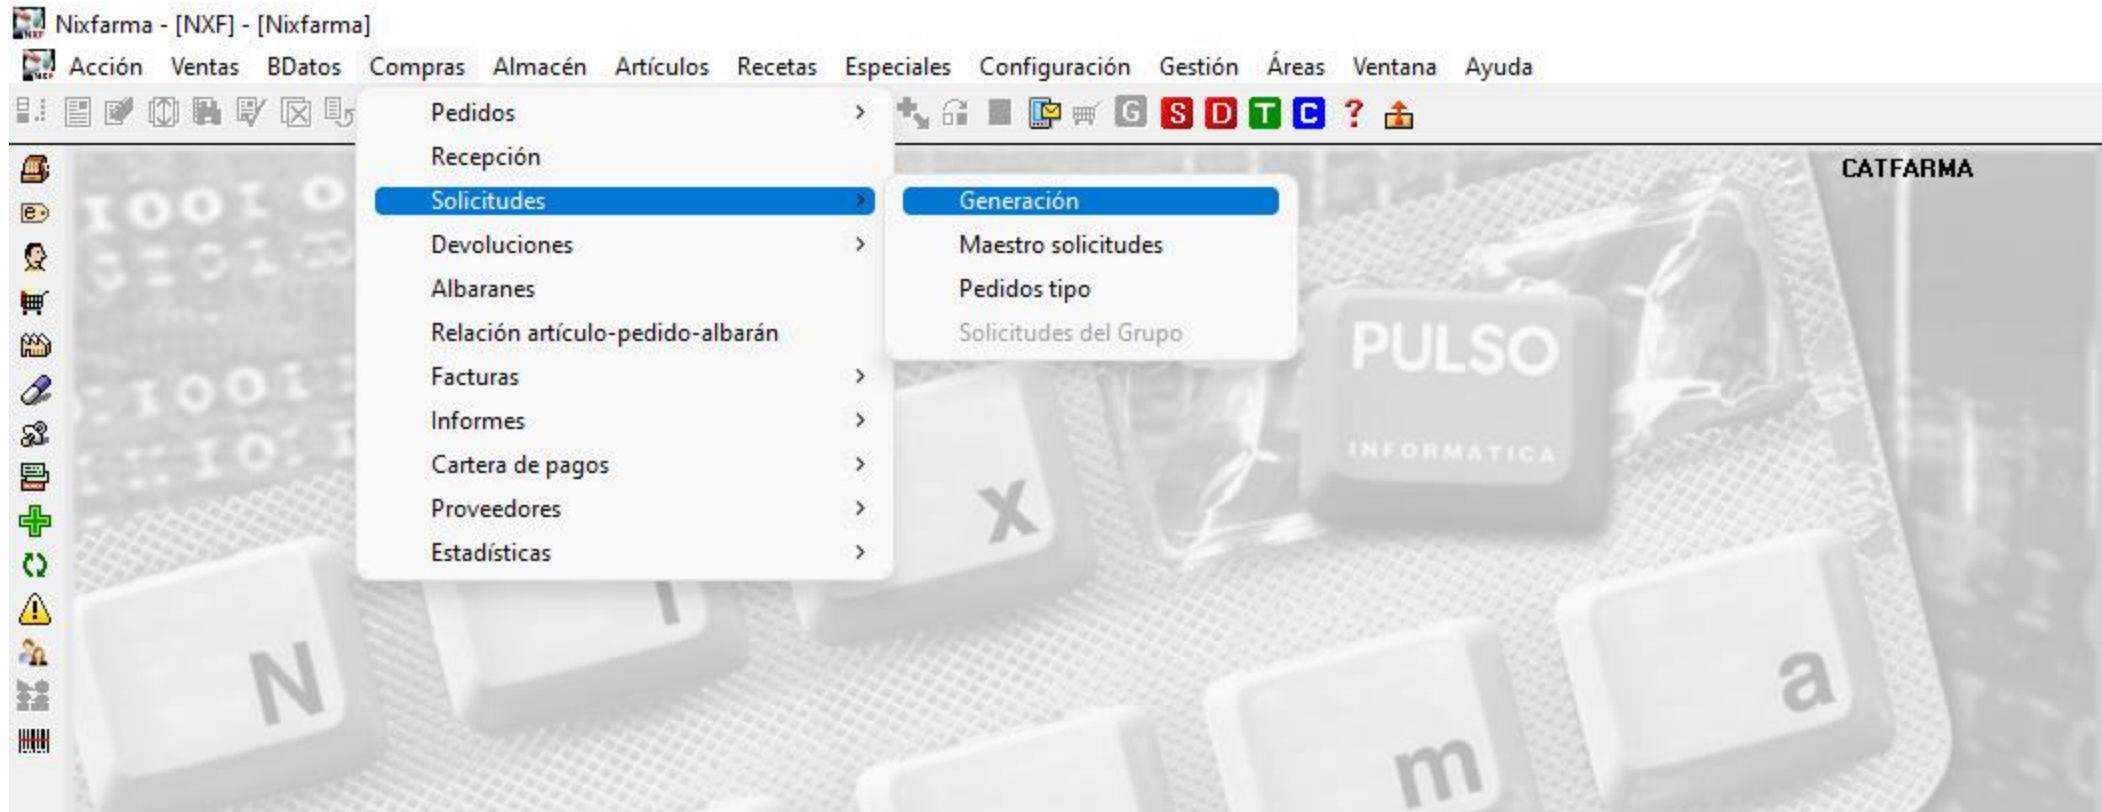 Nixfarma - [NXF] - [Nixfarma]
Acción Ventas BDatos Compras Almacén Artículos Recetas Especiales Configuración Gestión Áreas Ventana Ayuda
G S D T C ?
CATFARMA
Pedidos
Recepción
Solicitudes
Devoluciones
Albaranes
Relación artículo-pedido-albarán
Facturas
Informes
Cartera de pagos
Proveedores
Estadísticas
Generación
Maestro solicitudes
Pedidos tipo
Solicitudes del Grupo
PULSO
INFORMÁTICA
N i x
m a